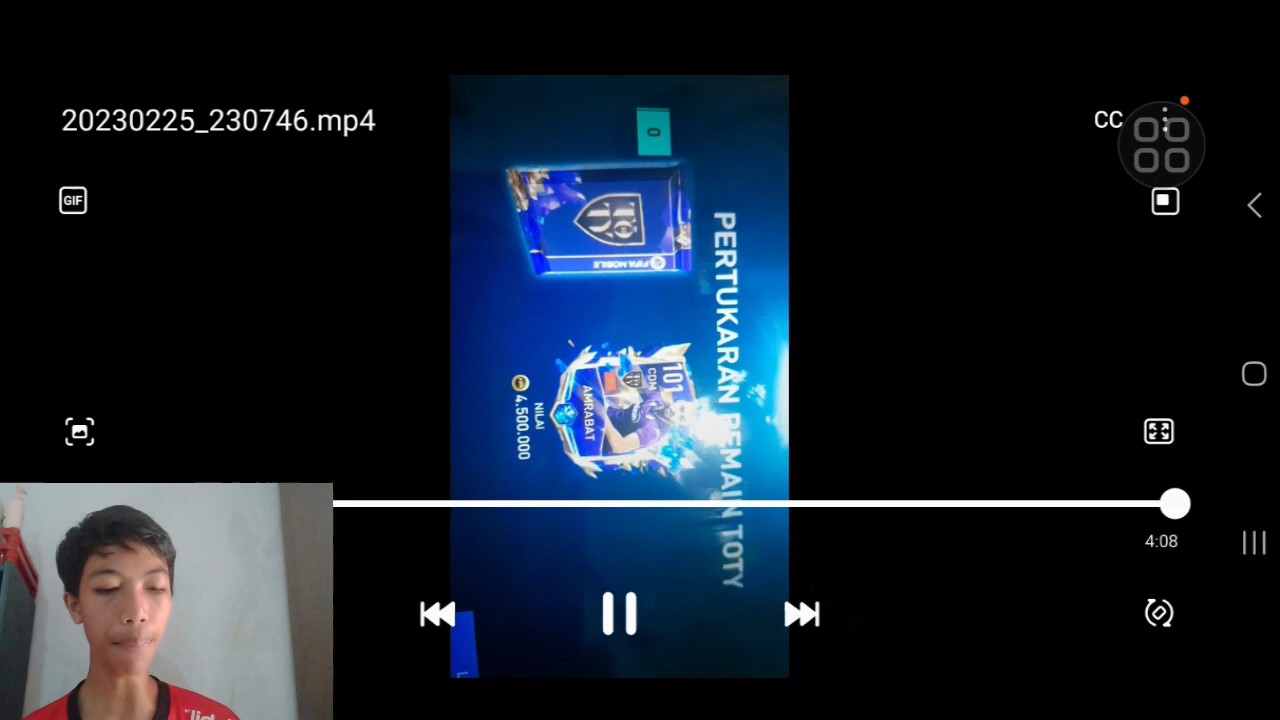 20230225_230746.mp4
CC
GIF
0
FIFA MOBILE
PERTUKARAN PEMAIN TOTY
101
CDM
AMRABAT
NILAI
4.500.000
4:08